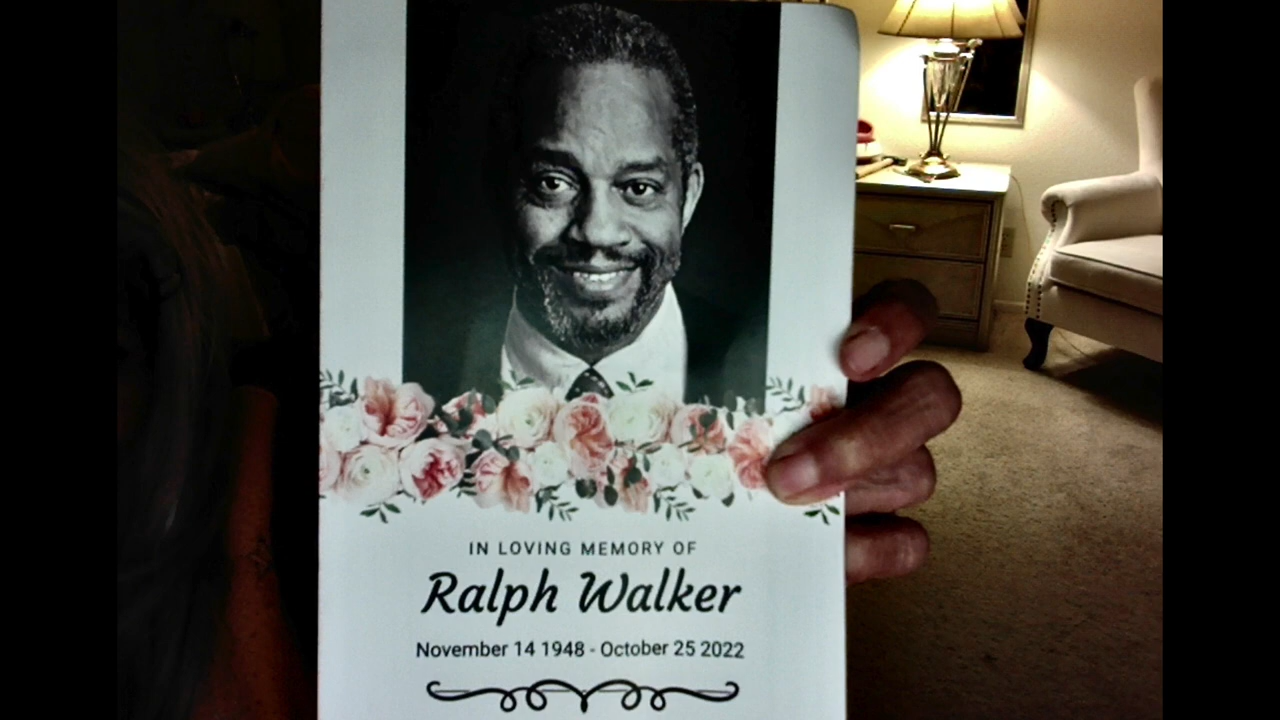 IN LOVING MEMORY OF
Ralph Walker
November 14 1948 - October 25 2022